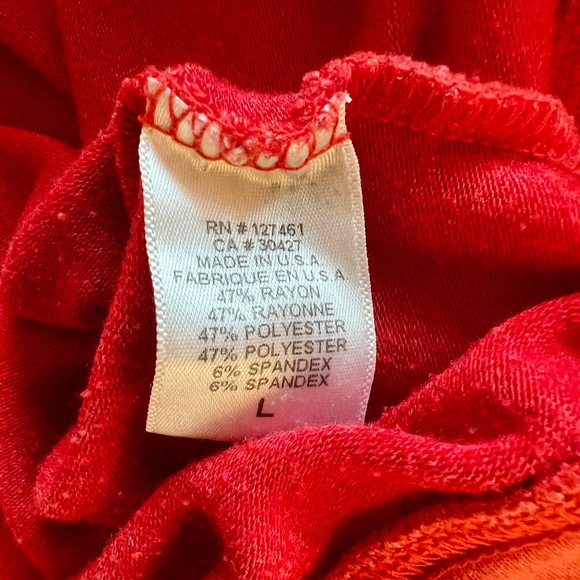 RN # 127461
CA # 30427
MADE IN U.S.A.
FABRIQUE EN U.S.A
47% RAYON
47% RAYONNE
47% POLYESTER
47% POLYESTER
6% SPANDEX
6% SPANDEX
L